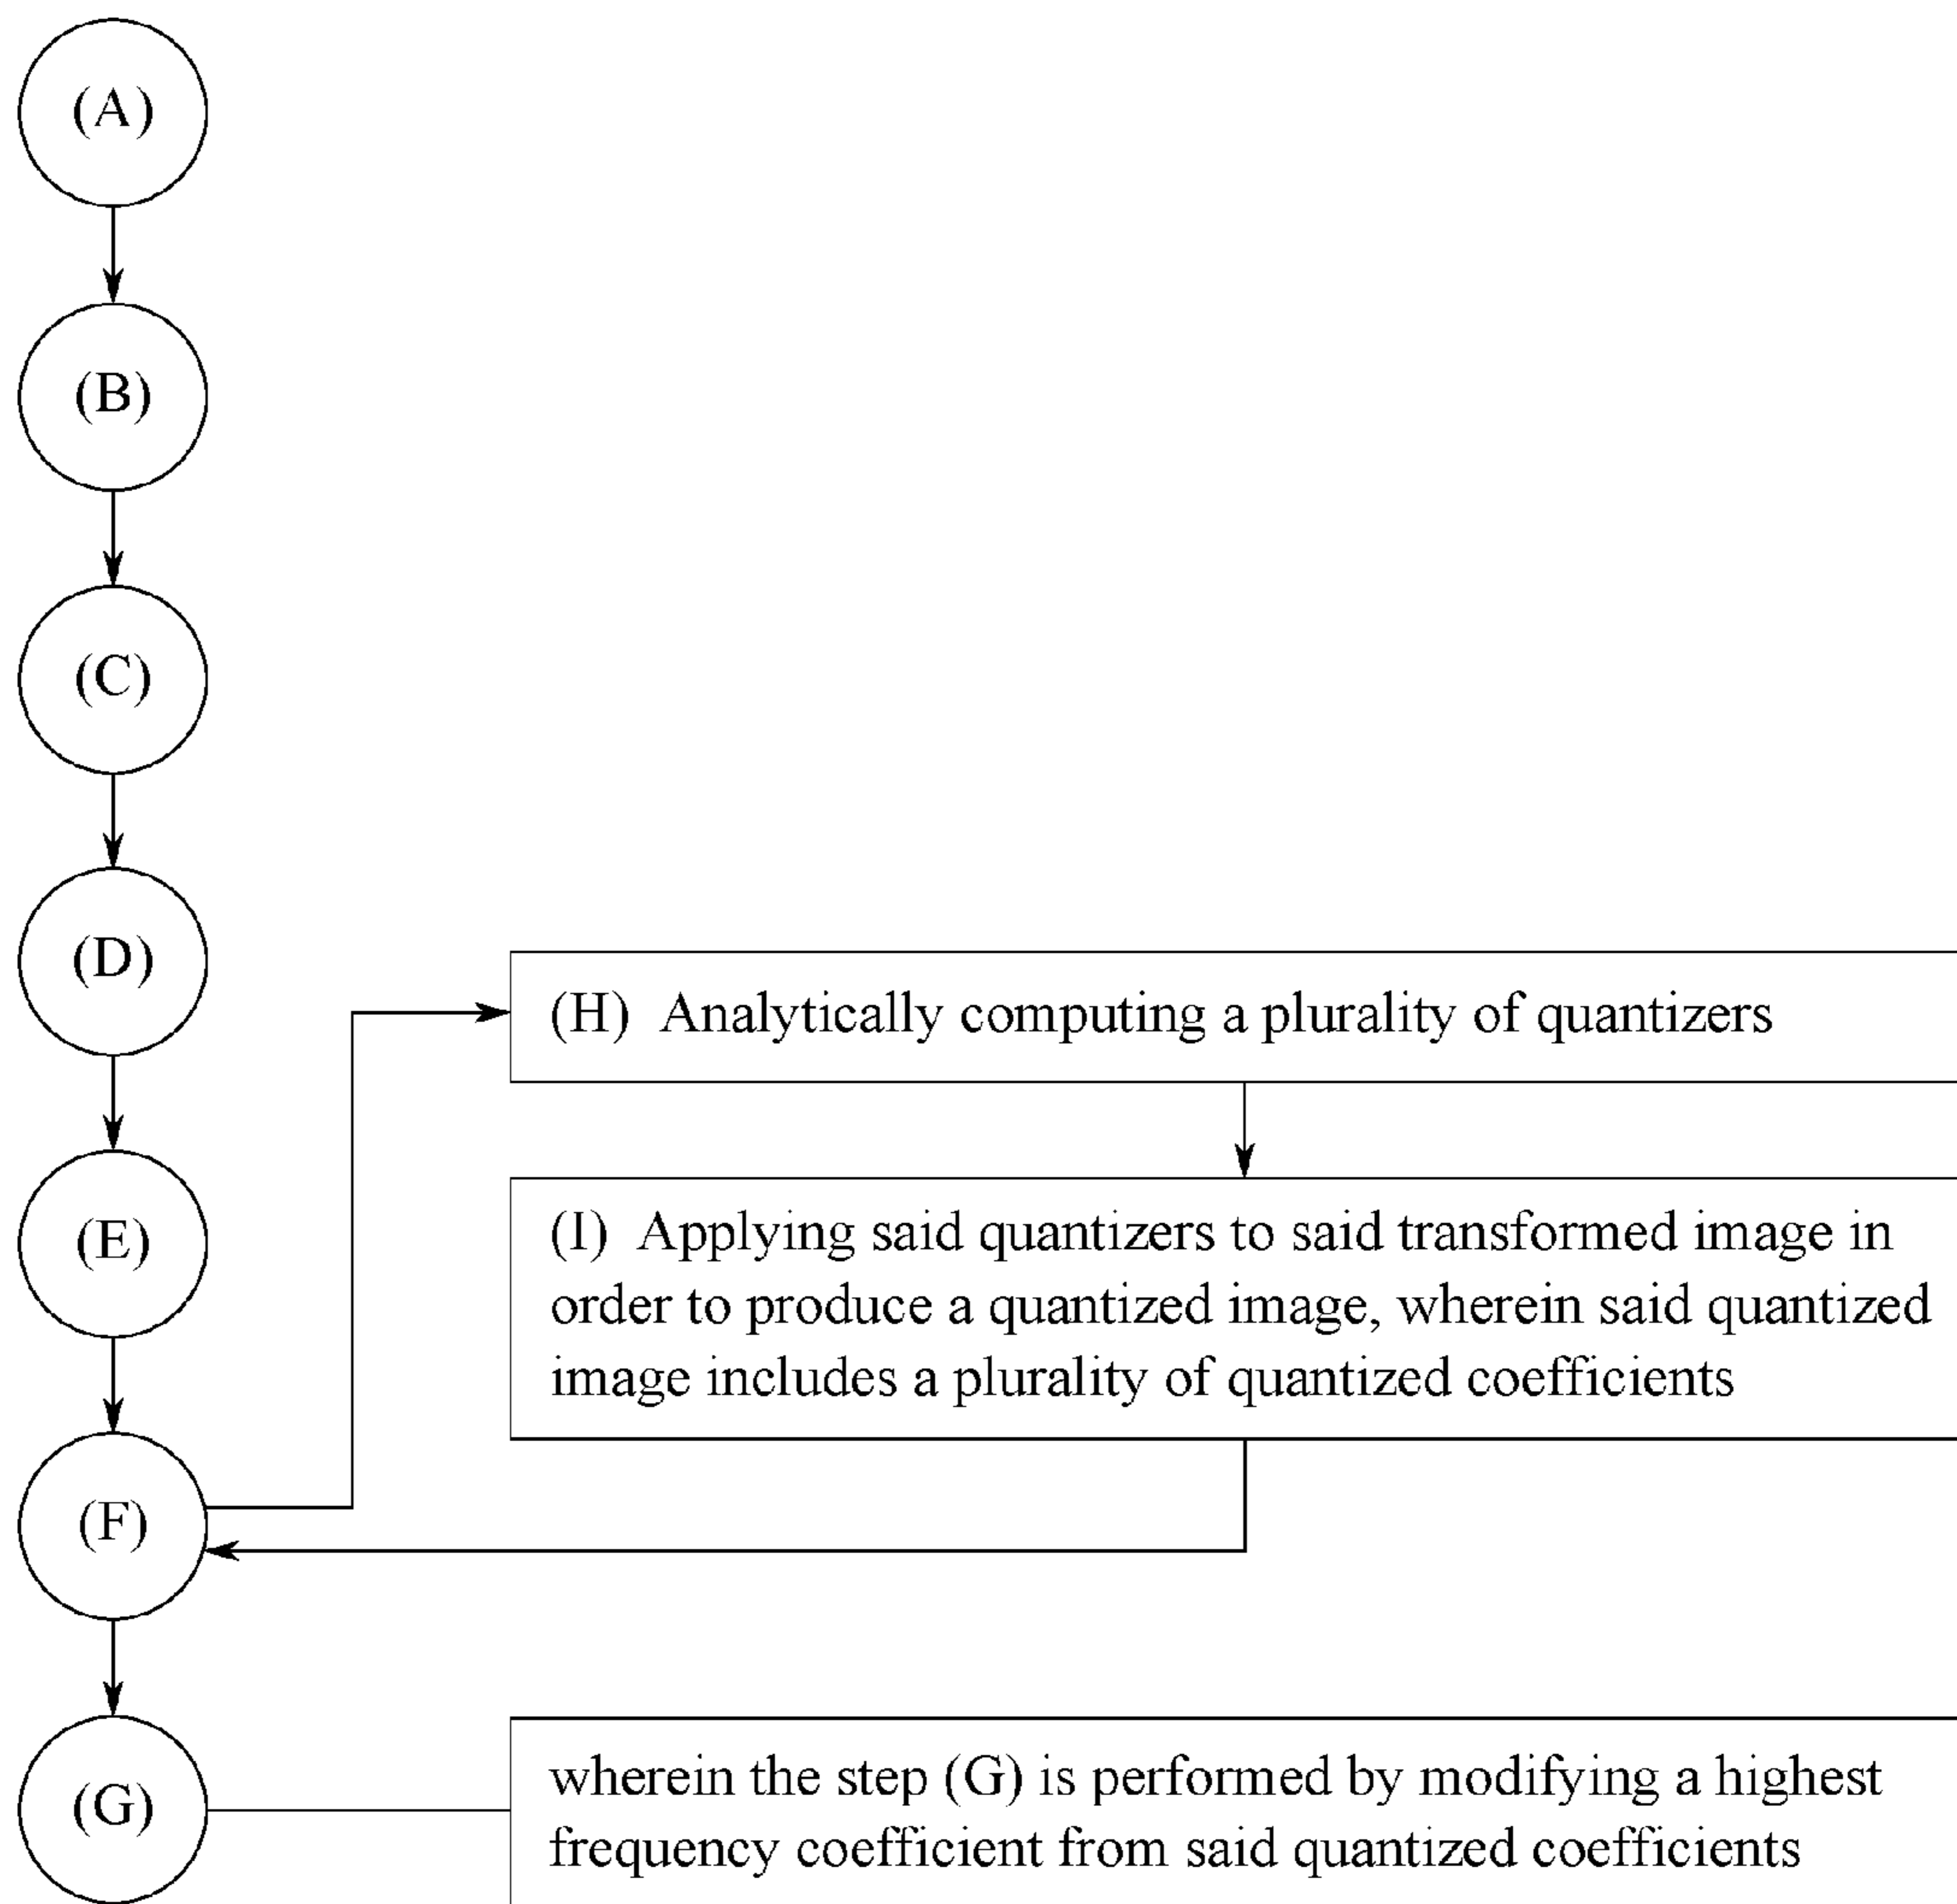 (A)
(B)
(C)
(D)
(H) Analytically computing a plurality of quantizers
(E)
(I) Applying said quantizers to said transformed image in
order to produce a quantized image, wherein said quantized
image includes a plurality of quantized coefficients
(F)
(G)
wherein the step (G) is performed by modifying a highest
frequency coefficient from said quantized coefficients